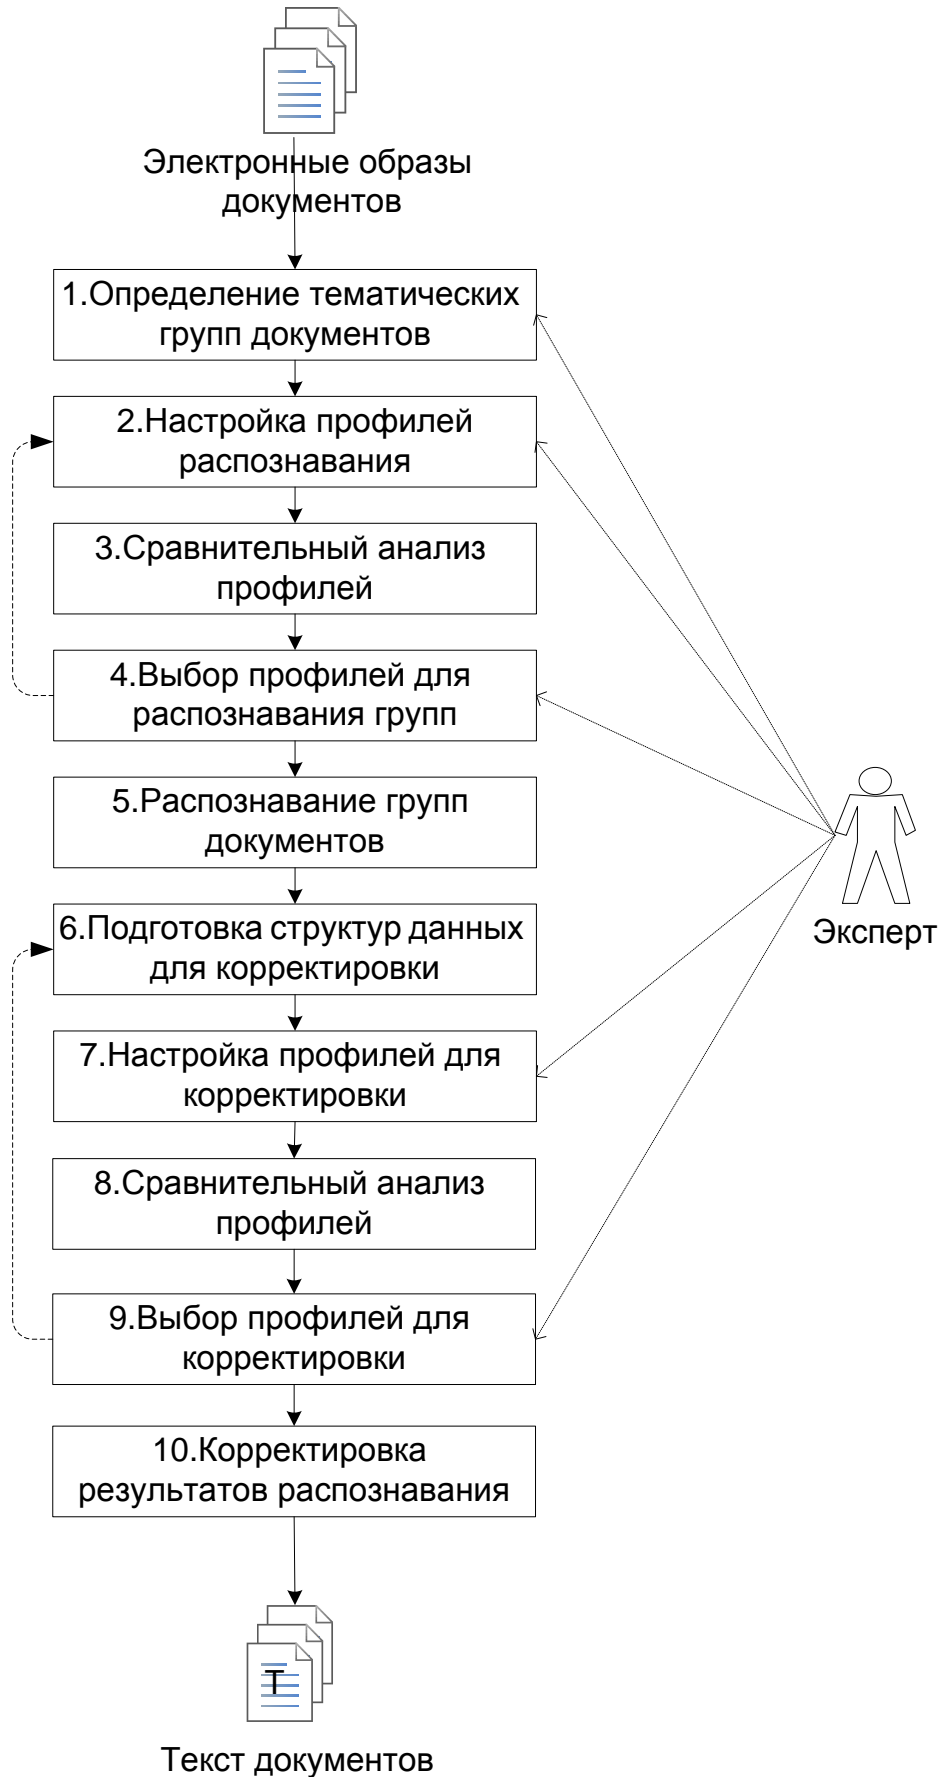 Электронные образы
документов
1.Определение тематических
групп документов
2.Настройка профилей
распознавания
3.Сравнительный анализ
профилей
4.Выбор профилей для
распознавания групп
5.Распознавание групп
документов
6.Подготовка структур данных
для корректировки
Эксперт
7.Настройка профилей для
корректировки
8.Сравнительный анализ
профилей
9.Выбор профилей для
корректировки
10.Корректировка
результатов распознавания
Т
Текст документов